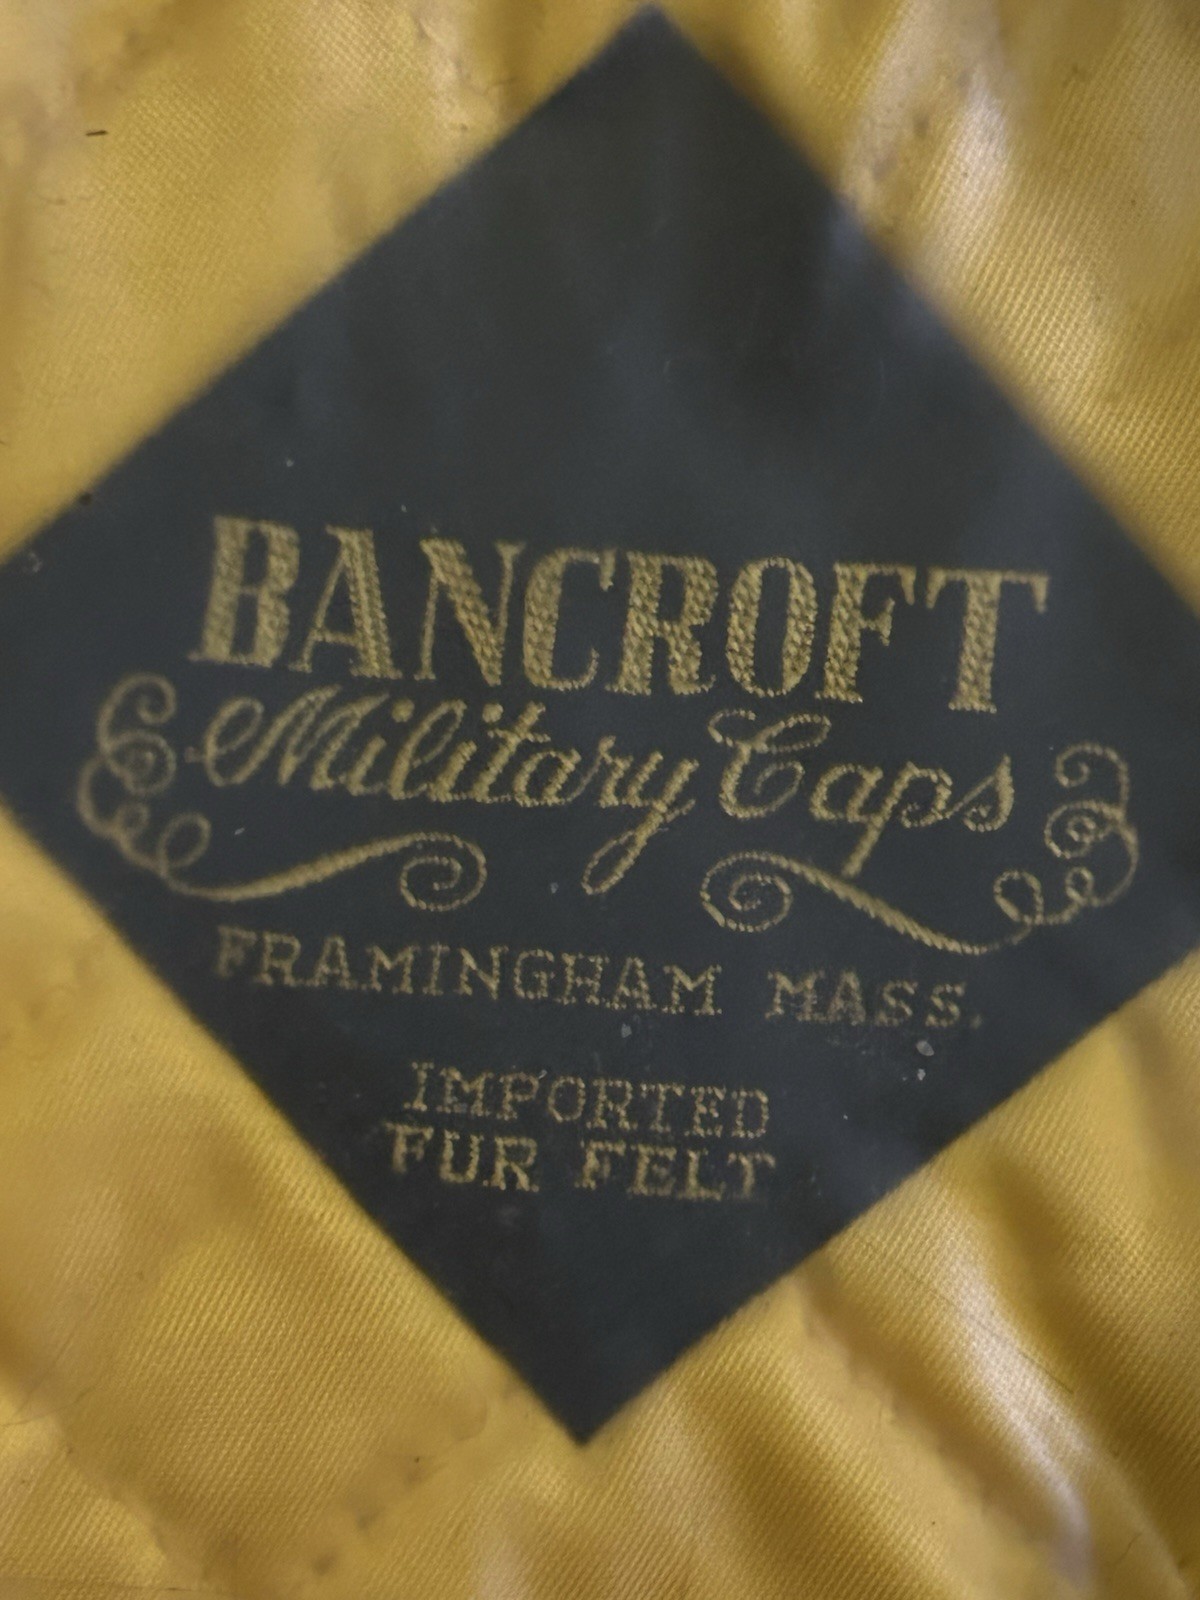 BANCROFT
Military Caps
FRAMINGHAM MASS.
IMPORTED
FUR FELT